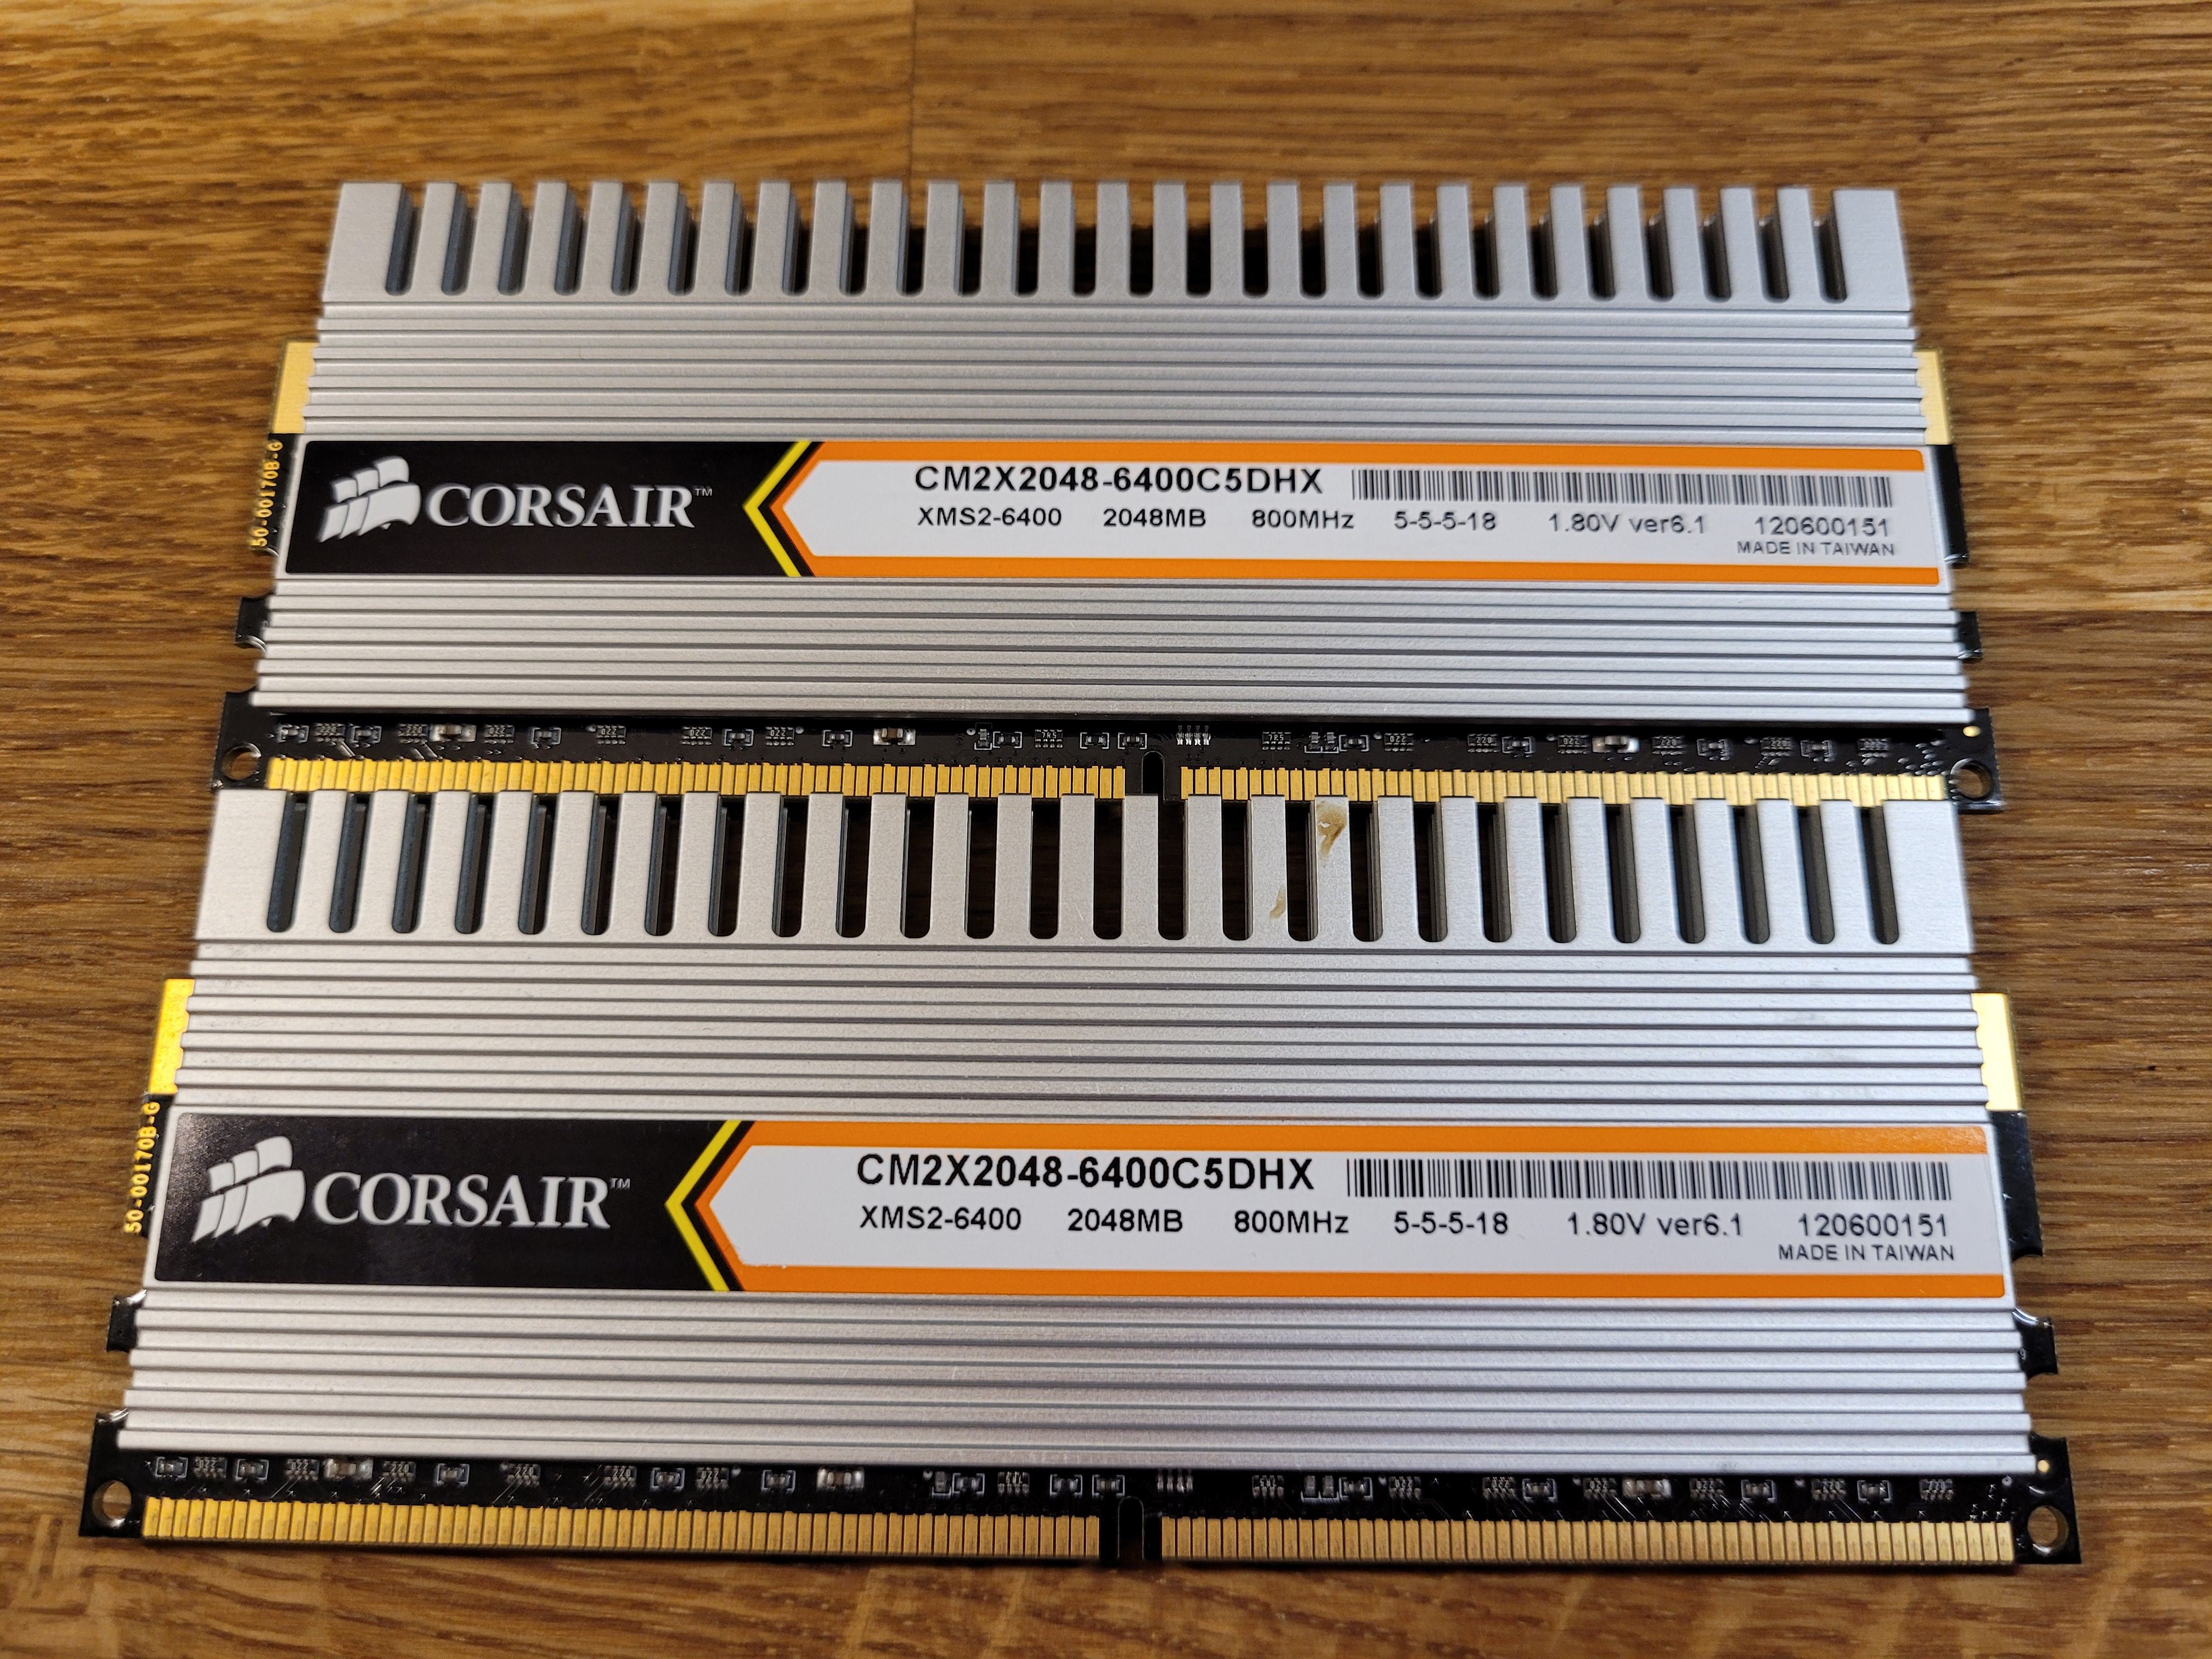 50-00170B-G
CORSAIR™
CM2X2048-6400C5DHX
XMS2-6400 2048MB 800MHz 5-5-5-18 1.80V ver6.1 120600151
MADE IN TAIWAN
50-00170B-G
CORSAIR™
CM2X2048-6400C5DHX
XMS2-6400 2048MB 800MHz 5-5-5-18 1.80V ver6.1 120600151
MADE IN TAIWAN